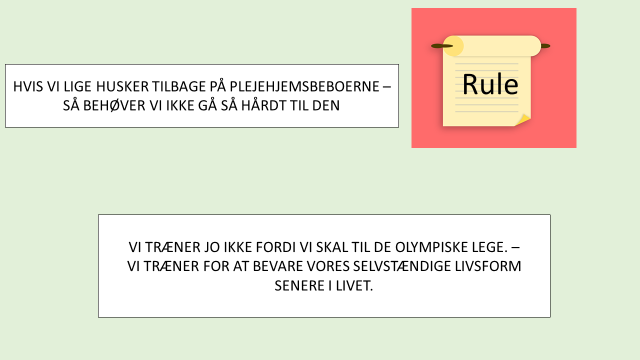 HVIS VI LIGE HUSKER TILBAGE PÅ PLEJEHJEMSBEBOERNE –
SÅ BEHØVER VI IKKE GÅ SÅ HÅRDT TIL DEN
Rule
VI TRÆNER JO IKKE FORDI VI SKAL TIL DE OLYMPISKE LEGE. –
VI TRÆNER FOR AT BEVARE VORES SELVSTÆNDIGE LIVSFORM
SENERE I LIVET.